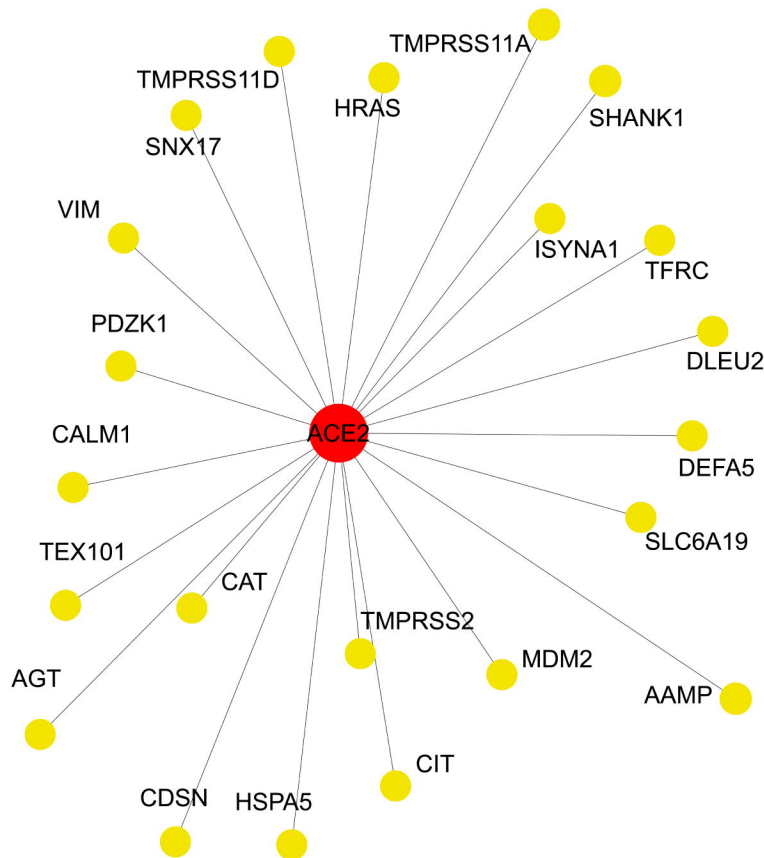 TMPRSS11A
TMPRSS11D
HRAS
SHANK1
SNX17
VIM
ISYNA1
TFRC
PDZK1
DLEU2
CALM1
ACE2
DEFA5
SLC6A19
TEX101
CAT
TMPRSS2
MDM2
AGT
AAMP
CIT
CDSN
HSPA5